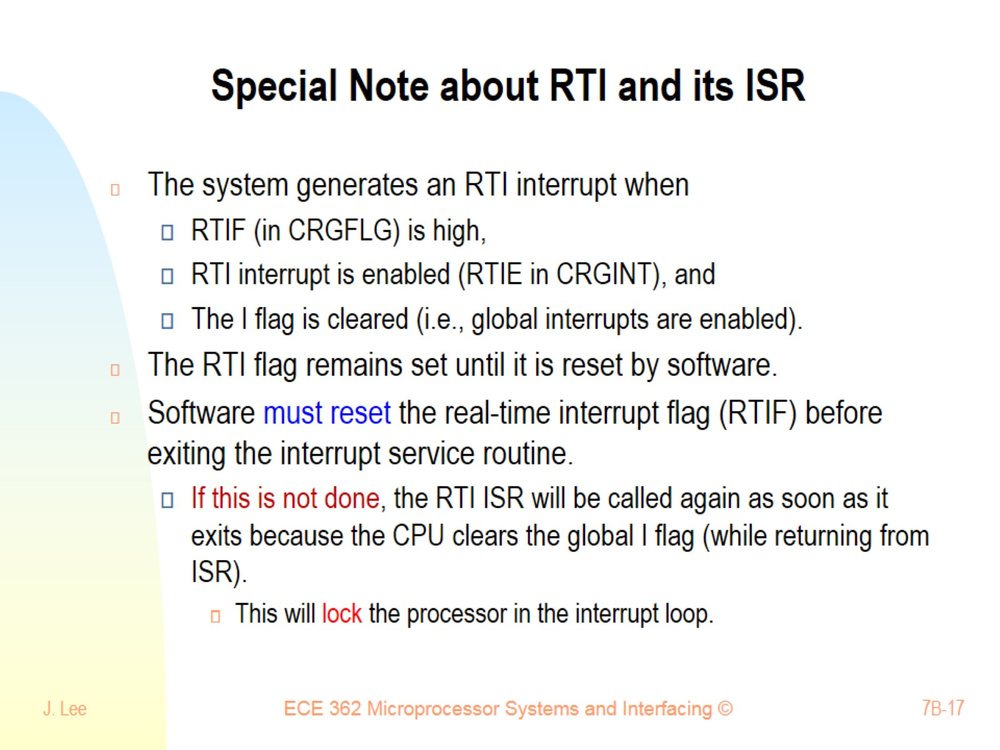 Special Note about RTI and its ISR
The system generates an RTI interrupt when
RTIF (in CRGFLG) is high,
RTI interrupt is enabled (RTIE in CRGINT), and
The I flag is cleared (i.e., global interrupts are enabled).
The RTI flag remains set until it is reset by software.
Software must reset the real-time interrupt flag (RTIF) before
exiting the interrupt service routine.
If this is not done, the RTI ISR will be called again as soon as it
exits because the CPU clears the global I flag (while returning from
ISR).
This will lock the processor in the interrupt loop.
J. Lee
ECE 362 Microprocessor Systems and Interfacing ©
7B-17